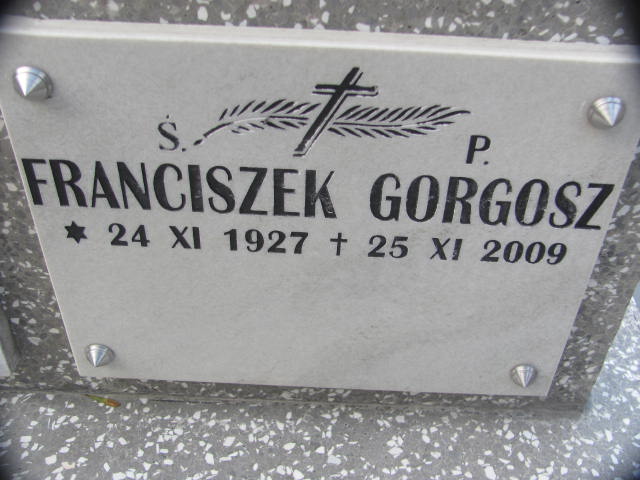 Ś. P.
FRANCISZEK GORGOSZ
✶ 24 XI 1927 † 25 XI 2009